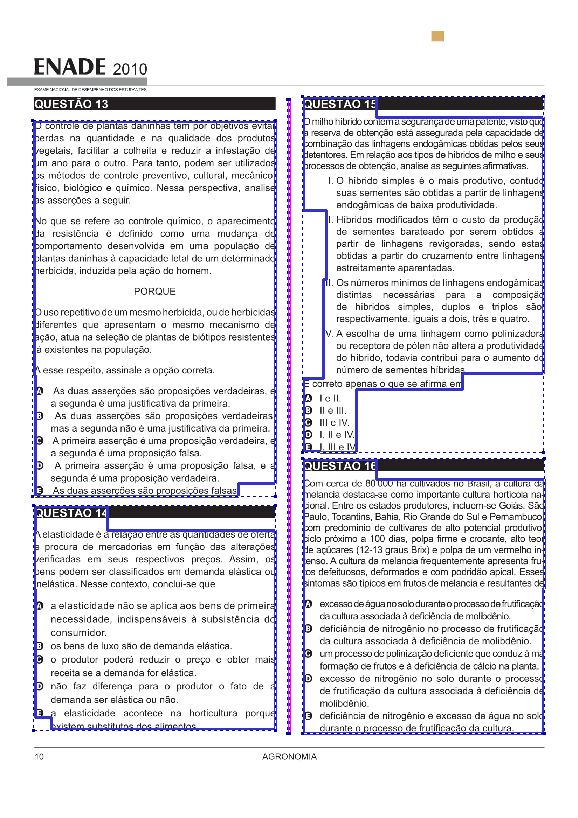 ENADE 2010
EXAME NACIONAL DE DESEMPENHO DOS ESTUDANTES
QUESTÃO 13
O controle de plantas daninhas tem por objetivos evitar
perdas na quantidade e na qualidade dos produtos
vegetais, facilitar a colheita e reduzir a infestação de
um ano para o outro. Para tanto, podem ser utilizados
os métodos de controle preventivo, cultural, mecânico,
físico, biológico e químico. Nessa perspectiva, analise
as asserções a seguir.
No que se refere ao controle químico, o aparecimento
da resistência é definido como uma mudança do
comportamento desenvolvida em uma população de
plantas daninhas à capacidade letal de um determinado
herbicida, induzida pela ação do homem.
PORQUE
O uso repetitivo de um mesmo herbicida, ou de herbicidas
diferentes que apresentam o mesmo mecanismo de
ação, atua na seleção de plantas de biótipos resistentes
já existentes na população.
A esse respeito, assinale a opção correta.
A As duas asserções são proposições verdadeiras, e
a segunda é uma justificativa da primeira.
B As duas asserções são proposições verdadeiras,
mas a segunda não é uma justificativa da primeira.
C A primeira asserção é uma proposição verdadeira, e
a segunda é uma proposição falsa.
D A primeira asserção é uma proposição falsa, e a
segunda é uma proposição verdadeira.
E As duas asserções são proposições falsas.
QUESTÃO 14
A elasticidade é a relação entre as quantidades de oferta
e procura de mercadorias em função das alterações
verificadas em seus respectivos preços. Assim, os
bens podem ser classificados em demanda elástica ou
inelástica. Nesse contexto, conclui-se que
A a elasticidade não se aplica aos bens de primeira
necessidade, indispensáveis à subsistência do
consumidor.
B os bens de luxo são de demanda elástica.
C o produtor poderá reduzir o preço e obter mais
receita se a demanda for elástica.
D não faz diferença para o produtor o fato de a
demanda ser elástica ou não.
E a elasticidade acontece na horticultura porque
existem substitutos dos alimentos.
QUESTÃO 15
O milho híbrido contém a segurança de uma patente, visto que
a reserva de obtenção está assegurada pela capacidade de
combinação das linhagens endogâmicas obtidas pelos seus
detentores. Em relação aos tipos de híbridos de milho e seus
processos de obtenção, analise as seguintes afirmativas.
I. O híbrido simples é o mais produtivo, contudo
suas sementes são obtidas a partir de linhagens
endogâmicas de baixa produtividade.
II. Híbridos modificados têm o custo da produção
de sementes barateado por serem obtidos a
partir de linhagens revigoradas, sendo estas
obtidas a partir do cruzamento entre linhagens
estreitamente aparentadas.
III. Os números mínimos de linhagens endogâmicas
distintas necessárias para a composição
de híbridos simples, duplos e triplos são,
respectivamente, iguais a dois, três e quatro.
IV. A escolha de uma linhagem como polinizadora
ou receptora de pólen não altera a produtividade
do híbrido, todavia contribui para o aumento do
número de sementes híbridas.
É correto apenas o que se afirma em
A I e II.
B II e III.
C III e IV.
D I, II e IV.
E I, III e IV.
QUESTÃO 16
Com cerca de 80 000 ha cultivados no Brasil, a cultura da
melancia destaca-se como importante cultura hortícola na-
cional. Entre os estados produtores, incluem-se Goiás, São
Paulo, Tocantins, Bahia, Rio Grande do Sul e Pernambuco,
com predomínio de cultivares de alto potencial produtivo,
ciclo próximo a 100 dias, polpa firme e crocante, alto teor
de açúcares (12-13 graus Brix) e polpa de um vermelho in-
tenso. A cultura da melancia frequentemente apresenta fru-
tos defeituosos, deformados e com podridão apical. Esses
sintomas são típicos em frutos de melancia e resultantes de
A excesso de água no solo durante o processo de frutificação
da cultura associada à deficiência de molibdênio.
B deficiência de nitrogênio no processo de frutificação
da cultura associada à deficiência de molibdênio.
C um processo de polinização deficiente que conduz à má
formação de frutos e à deficiência de cálcio na planta.
D excesso de nitrogênio no solo durante o processo
de frutificação da cultura associada à deficiência de
molibdênio.
E deficiência de nitrogênio e excesso de água no solo
durante o processo de frutificação da cultura.
10
AGRONOMIA